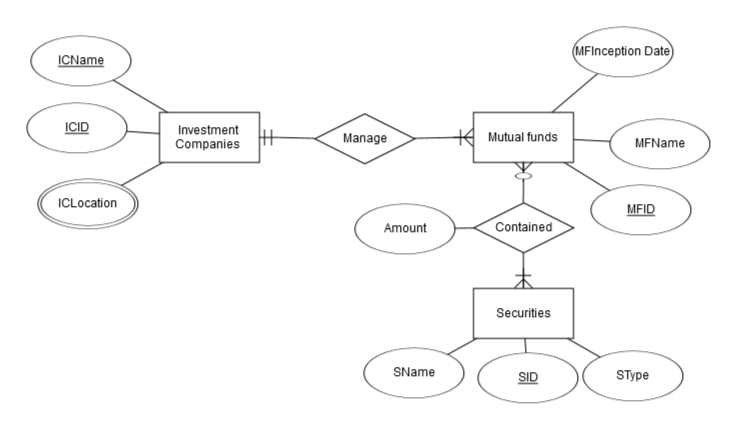 MFInception Date
ICName
ICID
Investment
Companies
Manage
Mutual funds
MFName
ICLocation
MFID
Amount
Contained
Securities
SName
SID
SType